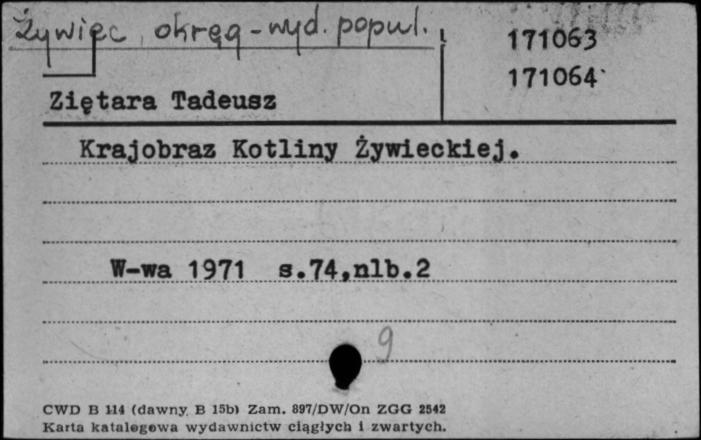 Żywiec, okręg - wyd. popul.
171063
171064
Ziętara Tadeusz
Krajobraz Kotliny Żywieckiej.
W-wa 1971 s.74,nlb.2
9
CWD B 114 (dawny B 15b) Zam. 897/DW/On ZGG 2542
Karta katalogowa wydawnictw ciągłych i zwartych.